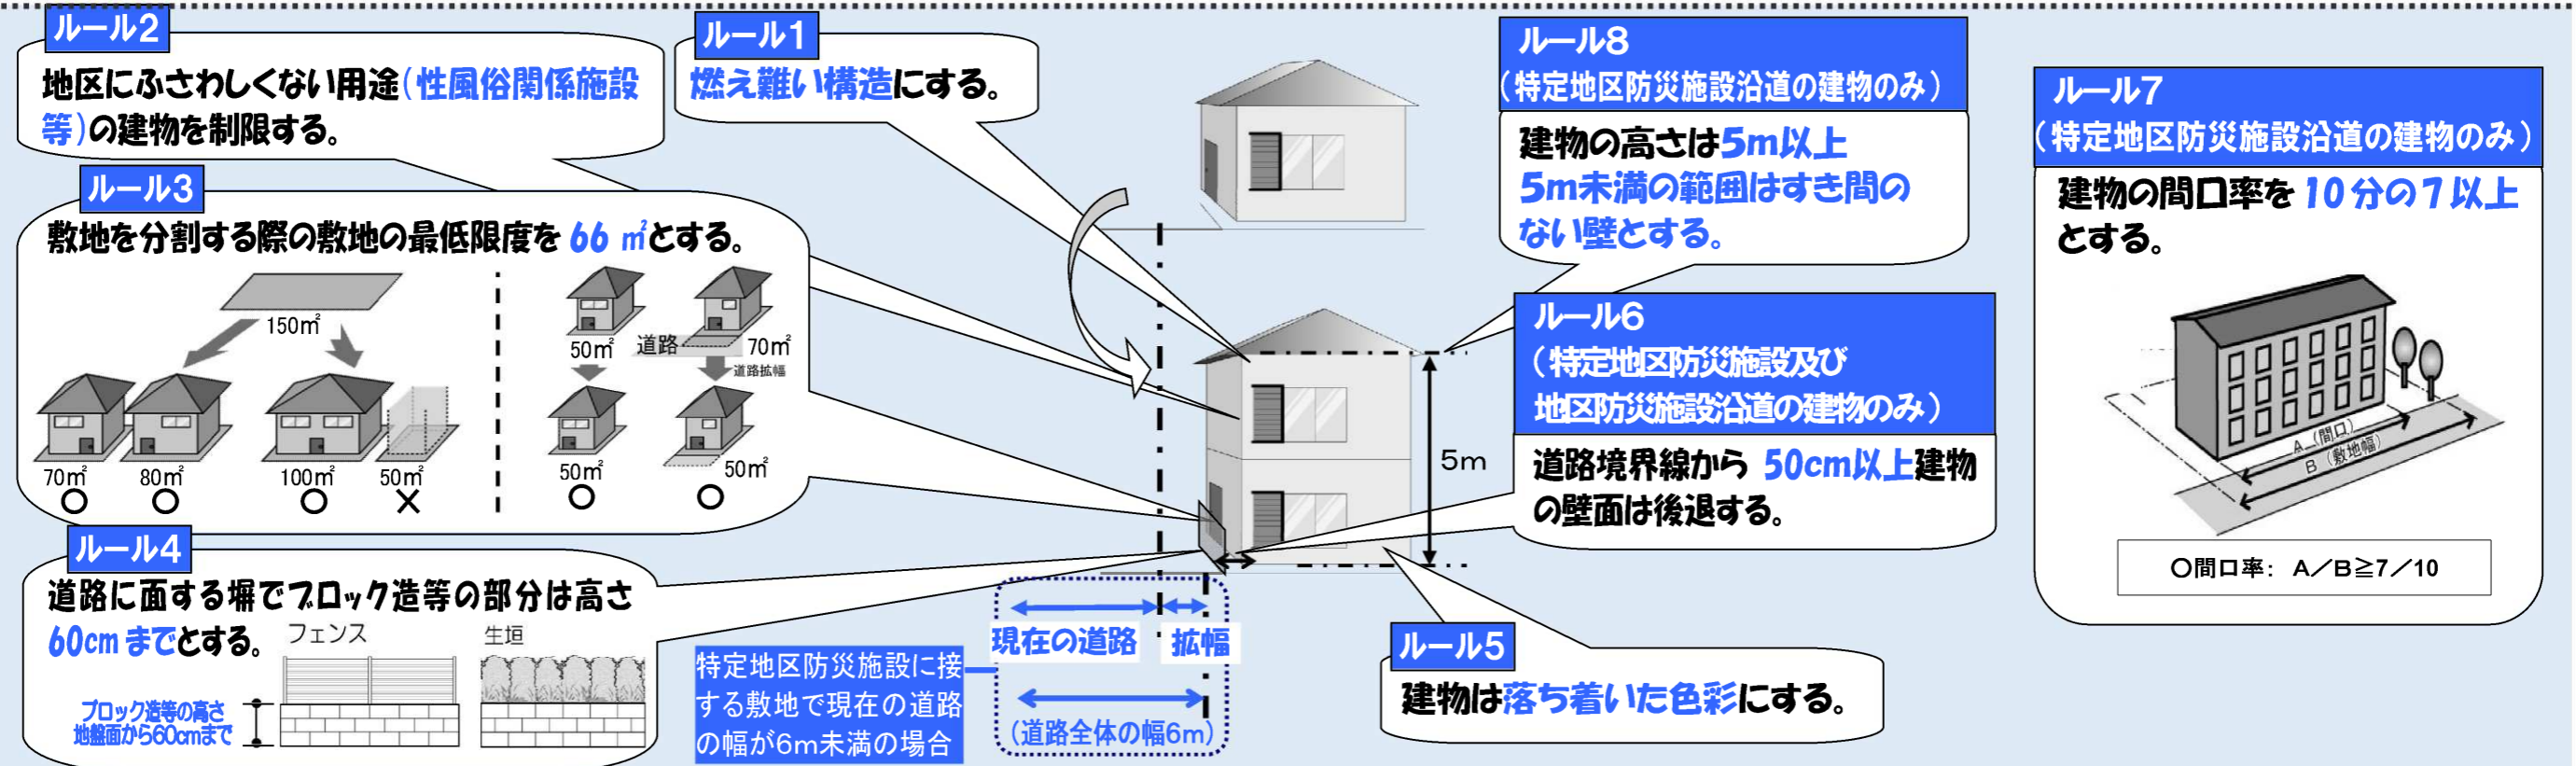 ルール2
地区にふさわしくない用途(性風俗関係施設
等)の建物を制限する。
ルール1
燃え難い構造にする。
ルール3
敷地を分割する際の敷地の最低限度を 66 ㎡とする。
150㎡
70㎡
80㎡
100㎡
50㎡
○
○
○
×
50㎡
道路
70㎡
道路拡幅
50㎡
50㎡
○
○
ルール4
道路に面する塀でブロック造等の部分は高さ
60cm までとする。
フェンス
生垣
ブロック造等の高さ
地盤面から60cmまで
特定地区防災施設に接
する敷地で現在の道路
の幅が6m未満の場合
現在の道路
拡幅
(道路全体の幅6m)
5m
ルール8
(特定地区防災施設沿道の建物のみ)
建物の高さは5m以上
5m未満の範囲はすき間の
ない壁とする。
ルール6
(特定地区防災施設及び
地区防災施設沿道の建物のみ)
道路境界線から 50cm以上建物
の壁面は後退する。
ルール5
建物は落ち着いた色彩にする。
ルール7
(特定地区防災施設沿道の建物のみ)
建物の間口率を 10分の7以上
とする。
A (間口)
B (敷地幅)
○間口率: A/B≧7/10